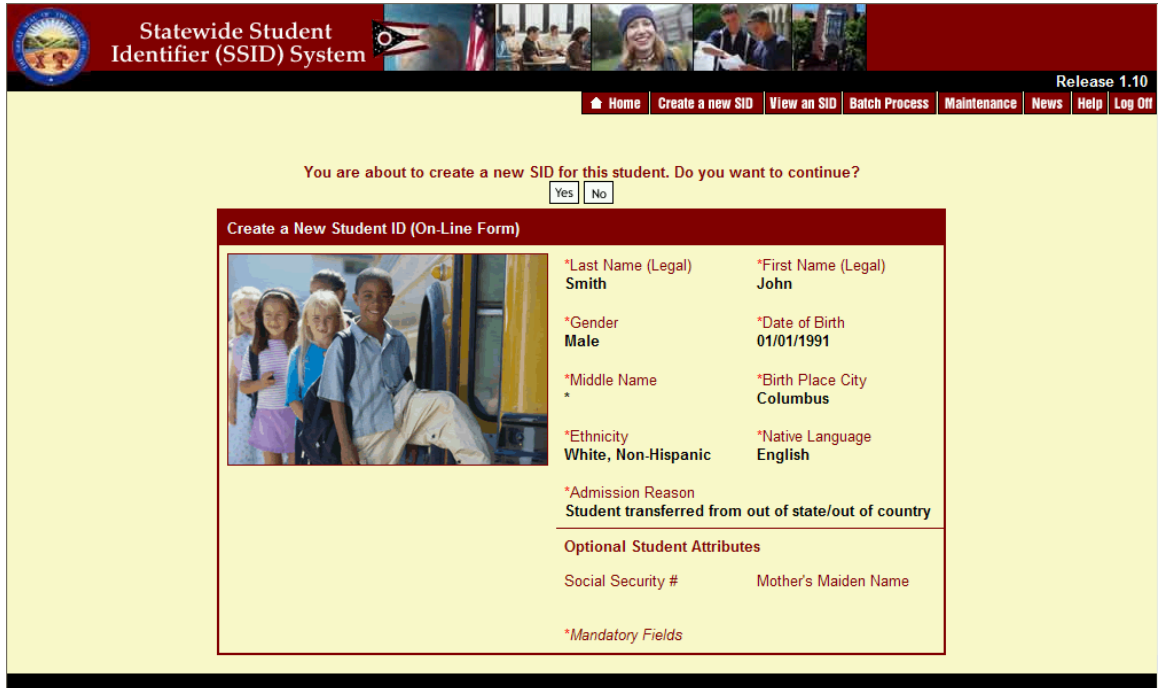 Statewide Student
Identifier (SSID) System
Release 1.10
Home Create a new SID View an SID Batch Process Maintenance News Help Log Off
You are about to create a new SID for this student. Do you want to continue?
Yes No
Create a New Student ID (On-Line Form)
*Last Name (Legal) *First Name (Legal)
Smith John
*Gender *Date of Birth
Male 01/01/1991
*Middle Name *Birth Place City
* Columbus
*Ethnicity *Native Language
White, Non-Hispanic English
*Admission Reason
Student transferred from out of state/out of country
Optional Student Attributes
Social Security # Mother's Maiden Name
*Mandatory Fields